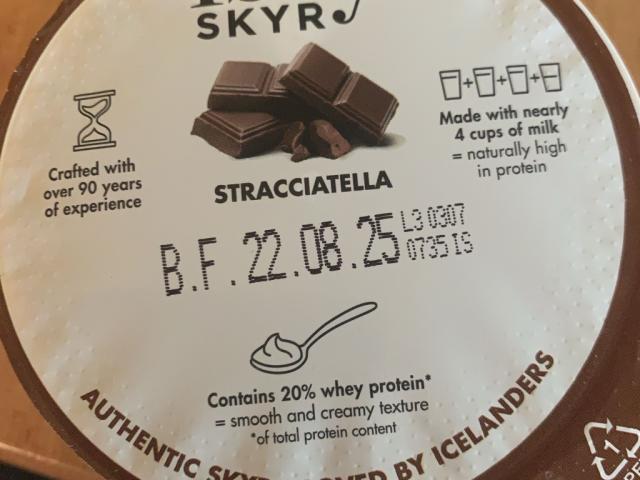 SKYR
Crafted with
over 90 years
of experience
Made with nearly
4 cups of milk
= naturally high
in protein
STRACCIATELLA
B.F. 22.08.25
L3 0307
0735 IS
Contains 20% whey protein*
= smooth and creamy texture
*of total protein content
AUTHENTIC BY ICELANDERS
1